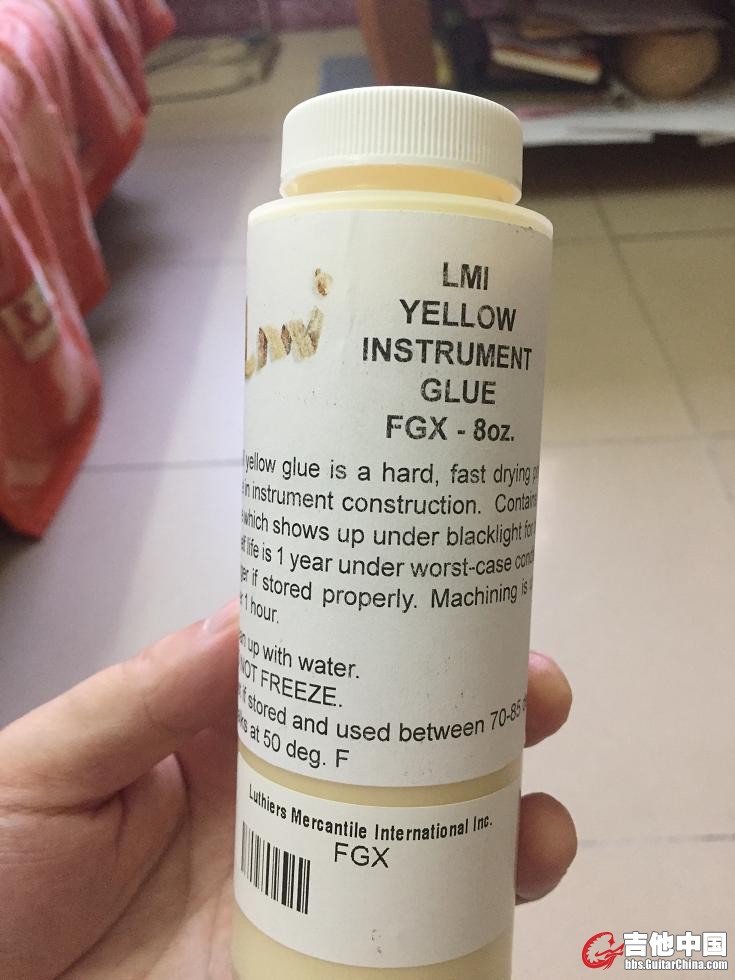 Lmi
LMI
YELLOW
INSTRUMENT
GLUE
FGX - 8oz.
yellow glue is a hard, fast drying
in instrument construction.
which shows up under blacklight for
life is 1 year under worst-case
if stored properly. Machining is
1 hour.
up with water.
NOT FREEZE.
if stored and used between 70-85
at 50 deg. F
Luthiers Mercantile International Inc.
FGX
吉他中国
bbs.GuitarChina.com